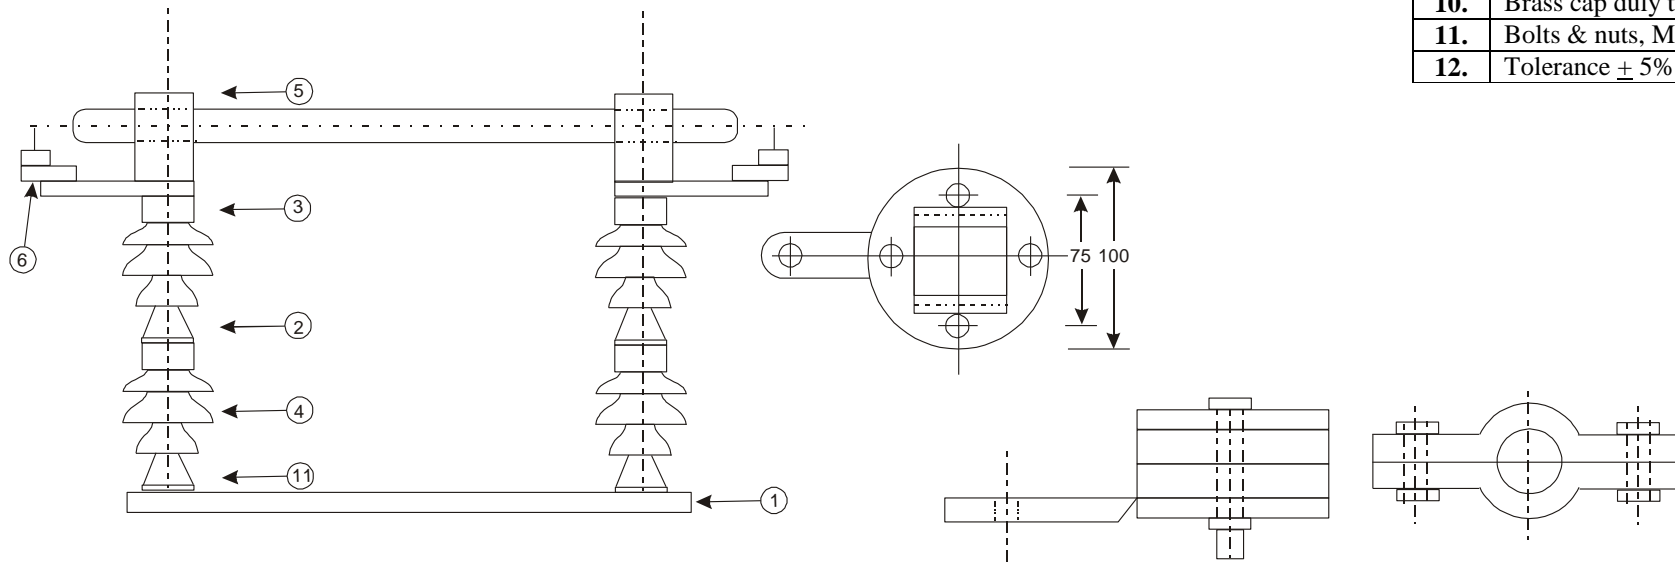 10. Brass cap duly t
11. Bolts & nuts, M
12. Tolerance ± 5%
5
3
6
2
4
11
1
75 100